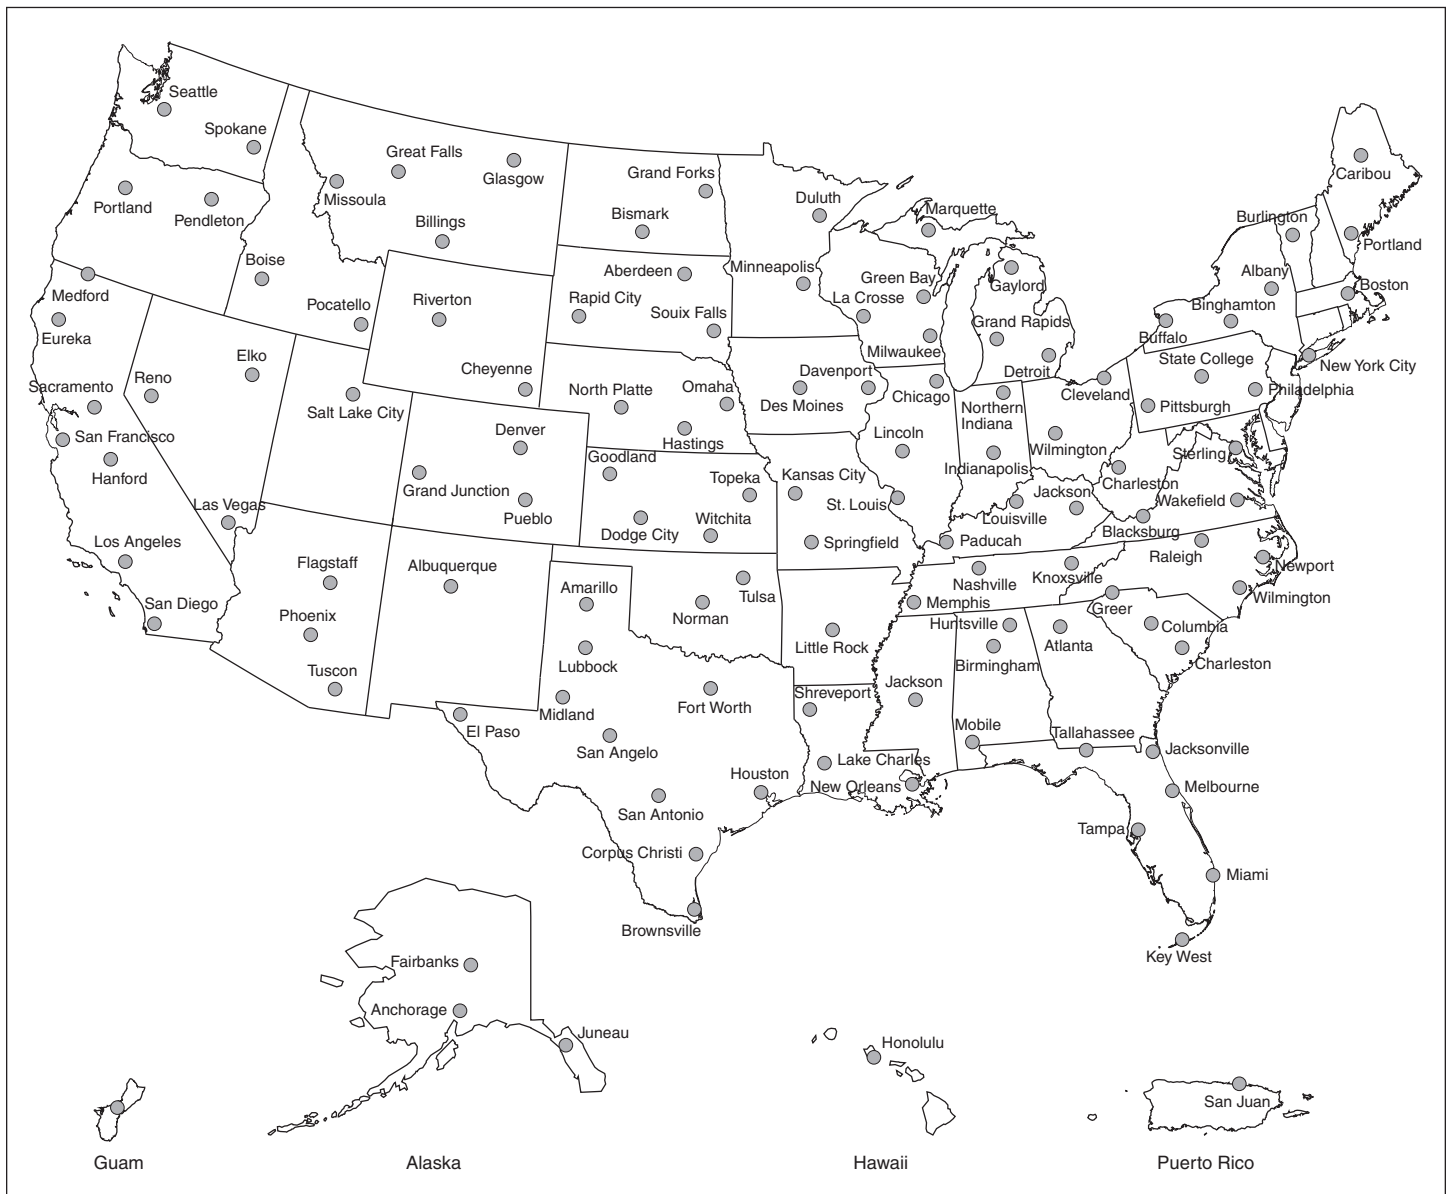 Seattle
Spokane
Great Falls
Glasgow
Missoula
Portland
Pendleton
Billings
Grand Forks
Bismark
Duluth
Marquette
Caribou
Burlington
Portland
Boise
Medford
Eureka
Pocatello
Riverton
Aberdeen
Rapid City
Souix Falls
Minneapolis
Green Bay
La Crosse
Gaylord
Grand Rapids
Milwaukee
Detroit
Albany
Boston
Binghamton
Buffalo
State College
New York City
Elko
Reno
Sacramento
Salt Lake City
Cheyenne
North Platte
Omaha
Hastings
Davenport
Des Moines
Chicago
Northern
Indiana
Cleveland
Pittsburgh
Philadelphia
San Francisco
Hanford
Denver
Grand Junction
Pueblo
Goodland
Topeka
Dodge City
Witchita
Kansas City
Lincoln
St. Louis
Indianapolis
Wilmington
Charleston
Sterling
Wakefield
Louisville
Jackson
Blacksburg
Las Vegas
Los Angeles
San Diego
Flagstaff
Phoenix
Tuscon
Albuquerque
Amarillo
Lubbock
Midland
El Paso
San Angelo
Norman
Tulsa
Springfield
Paducah
Nashville
Knoxsville
Raleigh
Newport
Wilmington
Memphis
Greer
Huntsville
Columbia
Little Rock
Birmingham
Atlanta
Charleston
Fort Worth
Shreveport
Jackson
Mobile
Tallahassee
Jacksonville
Lake Charles
New Orleans
Houston
San Antonio
Melbourne
Tampa
Corpus Christi
Miami
Brownsville
Key West
Fairbanks
Anchorage
Juneau
Honolulu
San Juan
Guam
Alaska
Hawaii
Puerto Rico